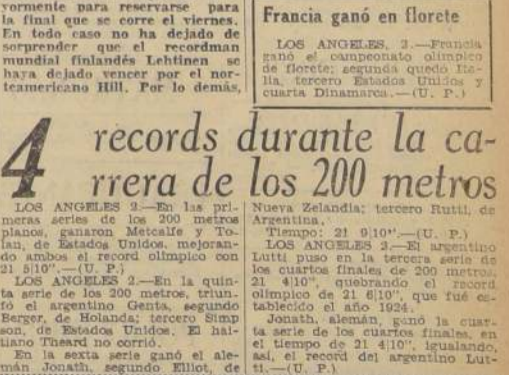 yormente para reservarse para
la final que se corre el viernes.
En todo caso no ha dejado de
sorprender que el recordman
mundial finlandés Lehtinen se
haya dejado vencer por el nor-
teamericano Hill. Por lo demás,
Francia ganó en florete
LOS ANGELES, 2.—Francia
ganó el campeonato olímpico
de florete; segunda quedó Ita-
lia, tercero Estados Unidos y
cuarta Dinamarca.—(U. P.)
4 records durante la ca-
rrera de los 200 metros
LOS ANGELES 2.—En las pri-
meras series de los 200 metros
planos, ganaron Metcalfe y To-
lan, de Estados Unidos, mejoran-
do ambos el record olímpico con
21 5|10".—(U. P.)
LOS ANGELES 2.—En la quin-
ta serie de los 200 metros, triun-
fó el argentino Genta, segundo
Berger, de Holanda; tercero Simp
son, de Estados Unidos. El hai-
tiano Theard no corrió.
En la sexta serie ganó el ale-
mán Jonath, segundo Elliot, de
Nueva Zelandia; tercero Rutti, de
Argentina.
Tiempo: 21 9|10".—(U. P.)
LOS ANGELES 2.—El argentino
Lutti puso en la tercera serie de
los cuartos finales de 200 metros,
21 4|10", quebrando el record
olímpico de 21 6|10", que fué es-
tablecido el año 1924.
Jonath, alemán, ganó la cuar-
ta serie de los cuartos finales, en
el tiempo de 21 4|10", igualando,
así, el record del argentino Lut-
ti.—(U. P.)